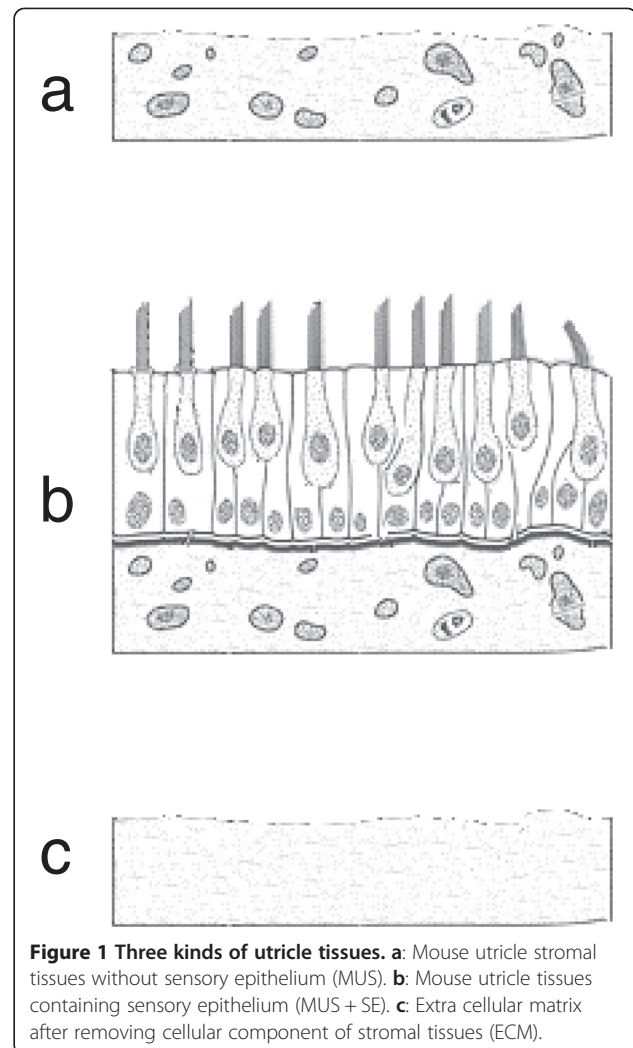 a
b
c
Figure 1 Three kinds of utricle tissues. a: Mouse utricle stromal
tissues without sensory epithelium (MUS). b: Mouse utricle tissues
containing sensory epithelium (MUS + SE). c: Extra cellular matrix
after removing cellular component of stromal tissues (ECM).